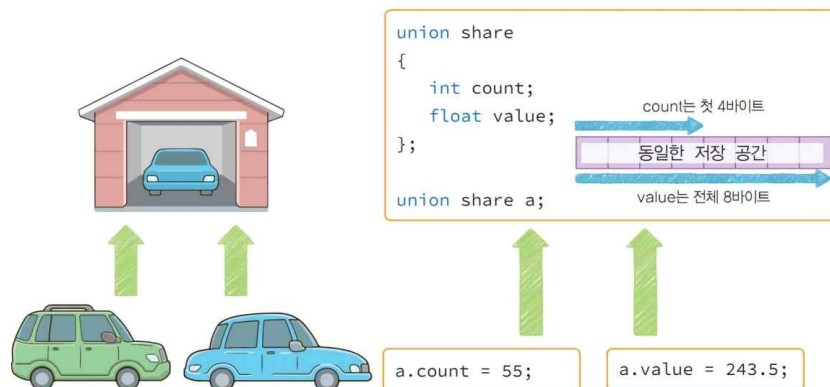 union share
{
int count;
float value;
};
union share a;
count는 첫 4바이트
동일한 저장 공간
value는 전체 8바이트
a.count = 55;
a.value = 243.5;